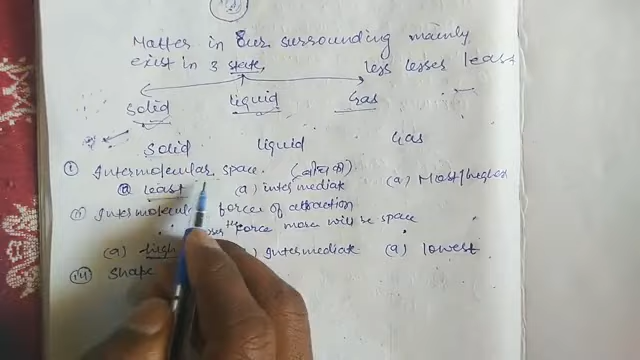 Matter in Our surrounding mainly
exist in 3 state, less lesser least
Solid liquid Gas
Solid liquid Gas
(i) Intermolecular space.
(a) least (a) intermediate (a) Most/highest
(ii) Intermolecular force of attraction
force more will be space
(a) high (a) Intermediate (a) lowest
(iii) Shape